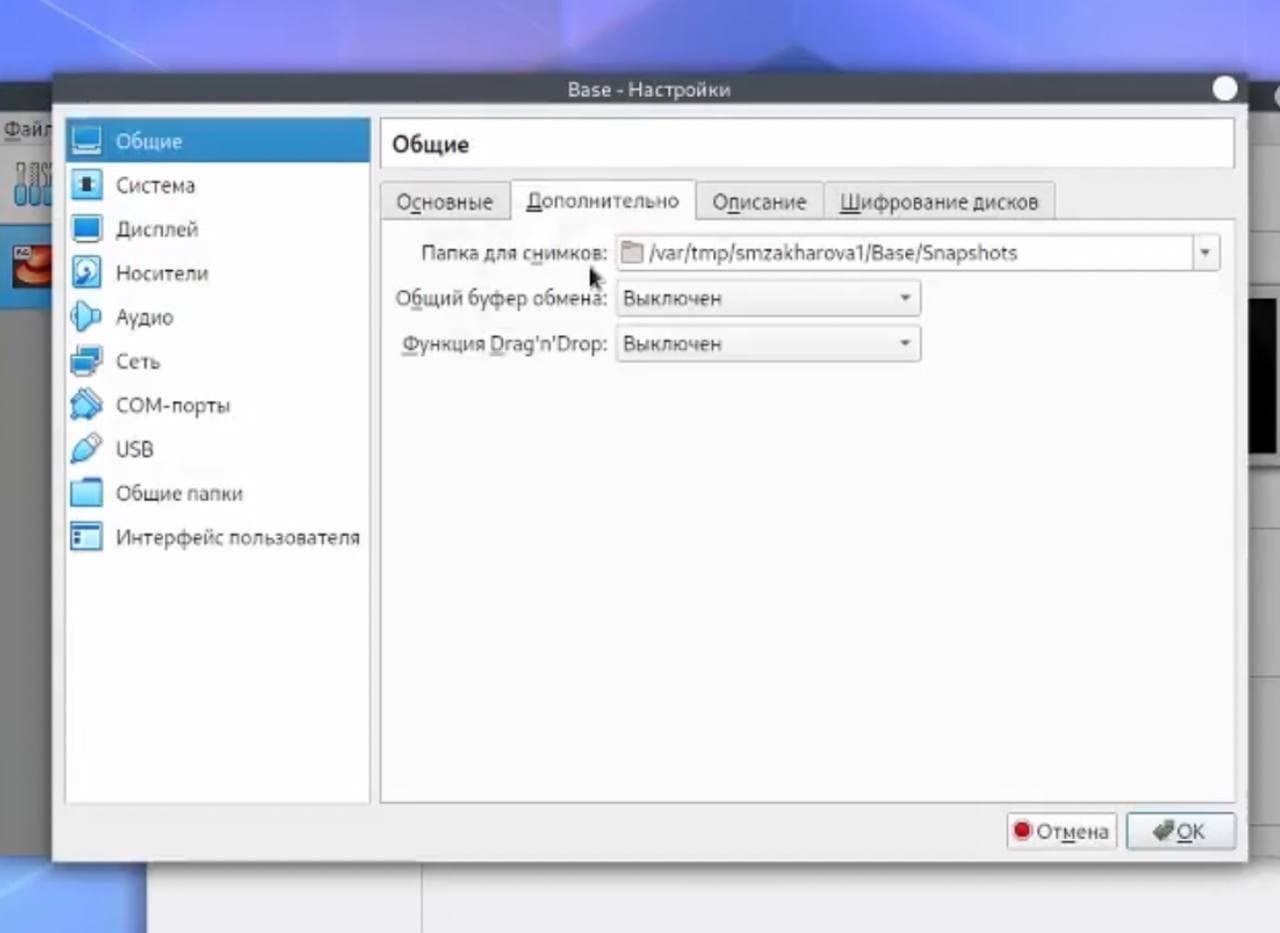 Base - Настройки
Файл
Общие
Система
Дисплей
Носители
Аудио
Сеть
COM-порты
USB
Общие папки
Интерфейс пользователя
Общие
Основные Дополнительно Описание Шифрование дисков
Папка для снимков: /var/tmp/smzakharova1/Base/Snapshots
Общий буфер обмена: Выключен
Функция Drag'n'Drop: Выключен
Отмена OK